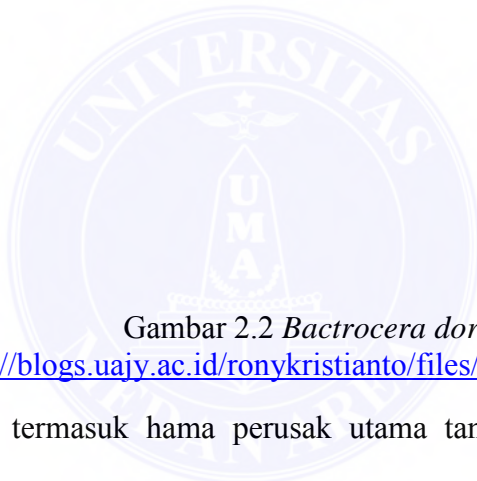 UNIVERSITAS
UMA
MEDAN AREA
Gambar 2.2 Bactrocera dor
//blogs.uajy.ac.id/ronykristianto/files/
termasuk hama perusak utama tan